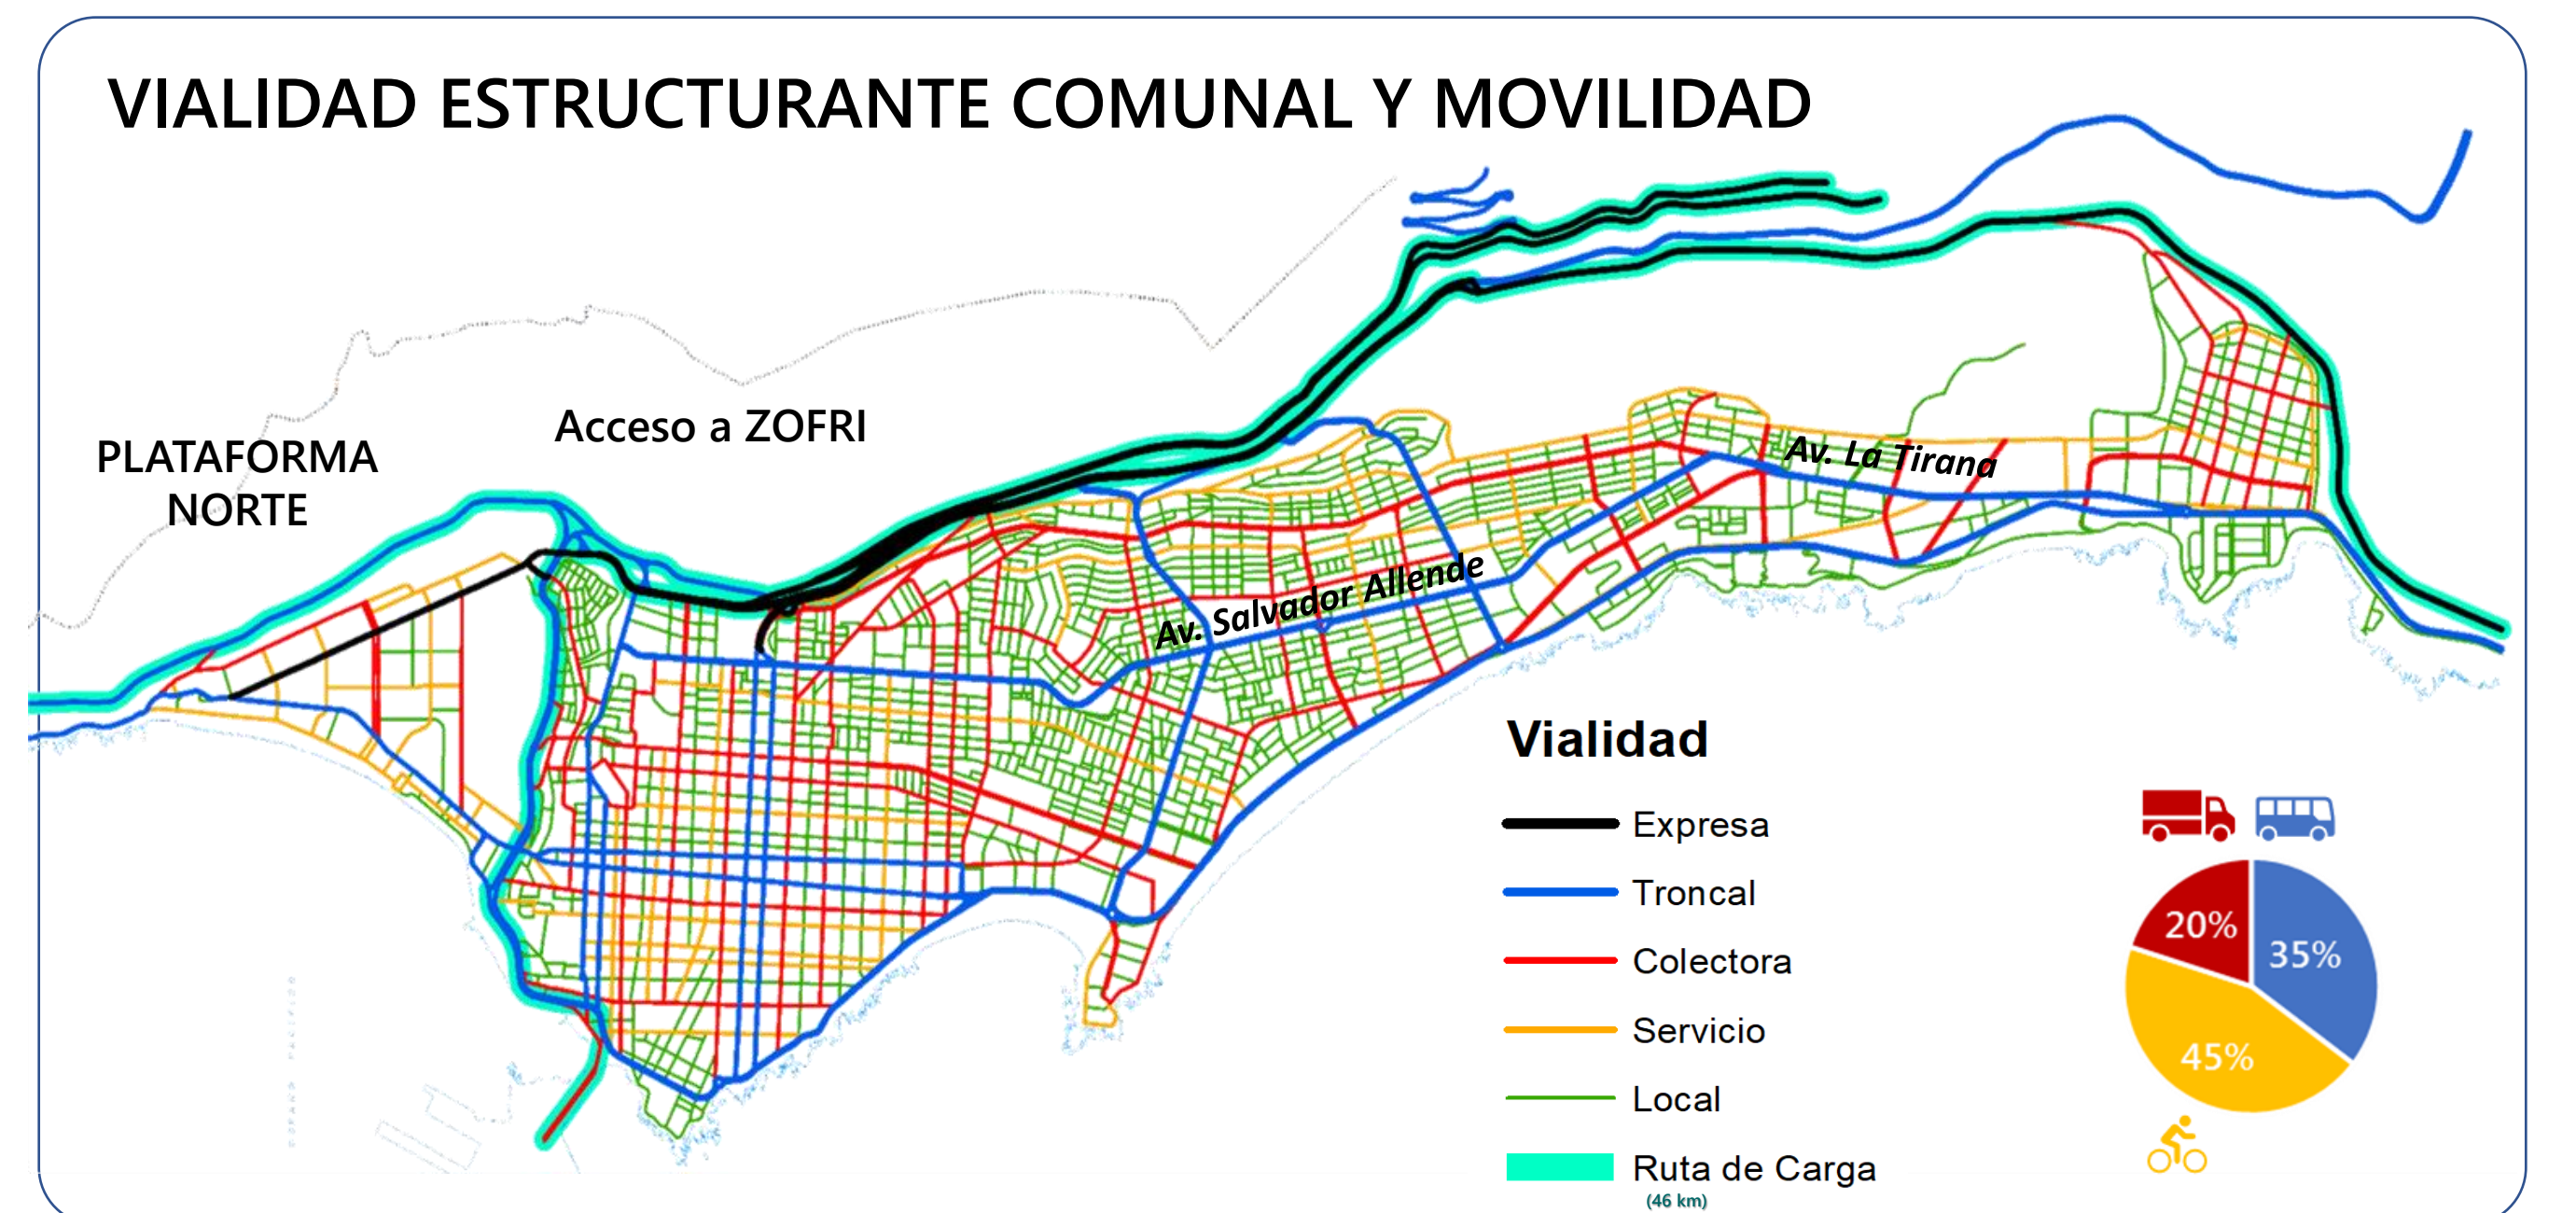 VIALIDAD ESTRUCTURANTE COMUNAL Y MOVILIDAD
PLATAFORMA
NORTE
Acceso a ZOFRI
Av. La Tirana
Av. Salvador Allende
Vialidad
Expresa
Troncal
Colectora
Servicio
Local
Ruta de Carga
(46 km)
20%
35%
45%